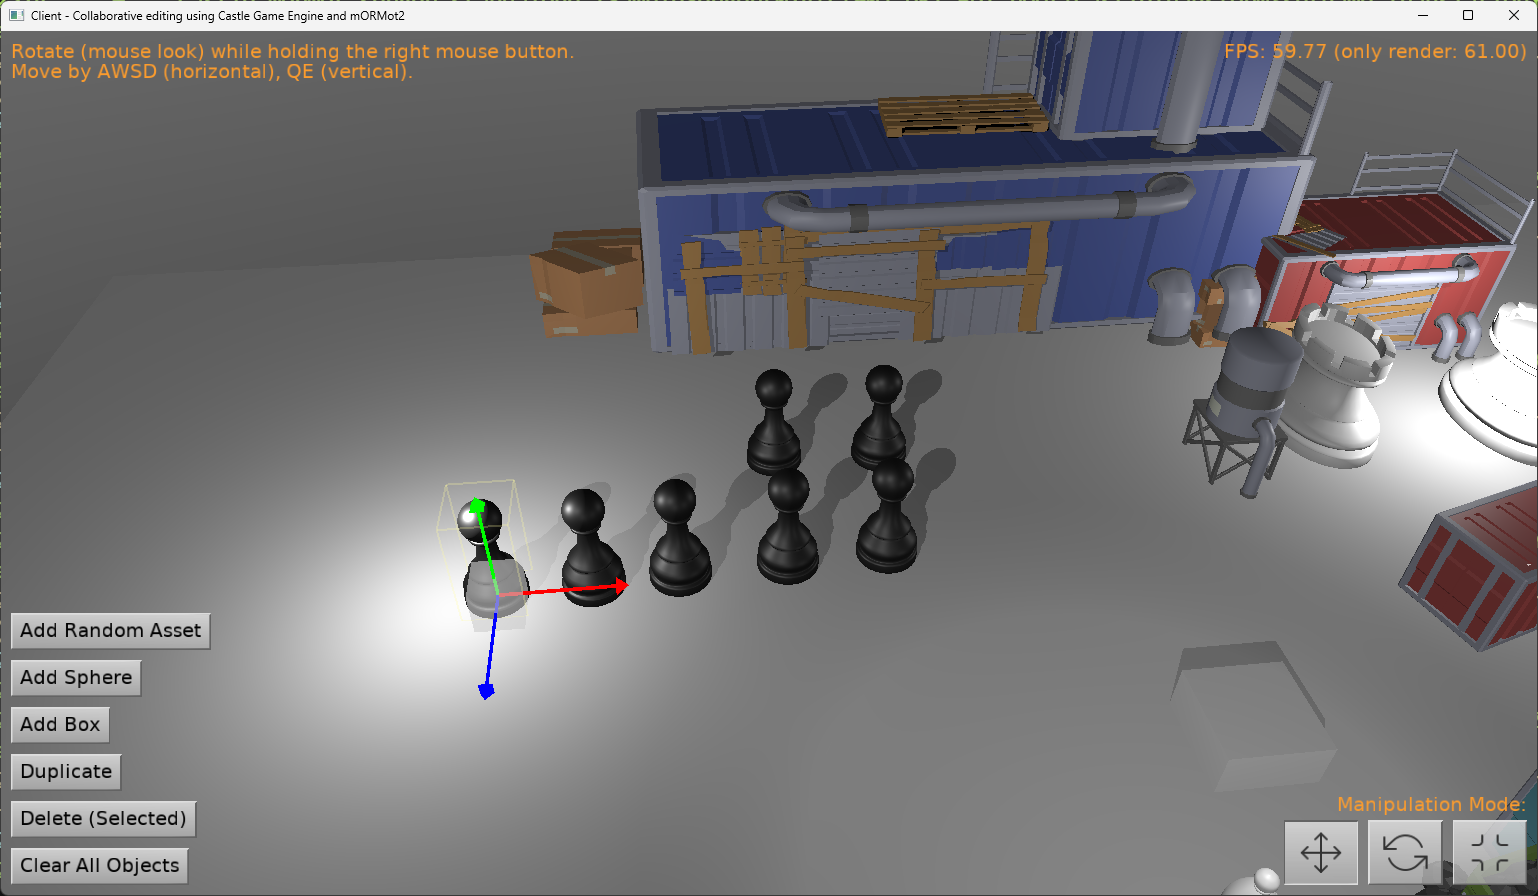 Client - Collaborative editing using Castle Game Engine and mORMot2
Rotate (mouse look) while holding the right mouse button.
Move by AWSD (horizontal), QE (vertical).
FPS: 59.77 (only render: 61.00)
Add Random Asset
Add Sphere
Add Box
Duplicate
Delete (Selected)
Clear All Objects
Manipulation Mode: